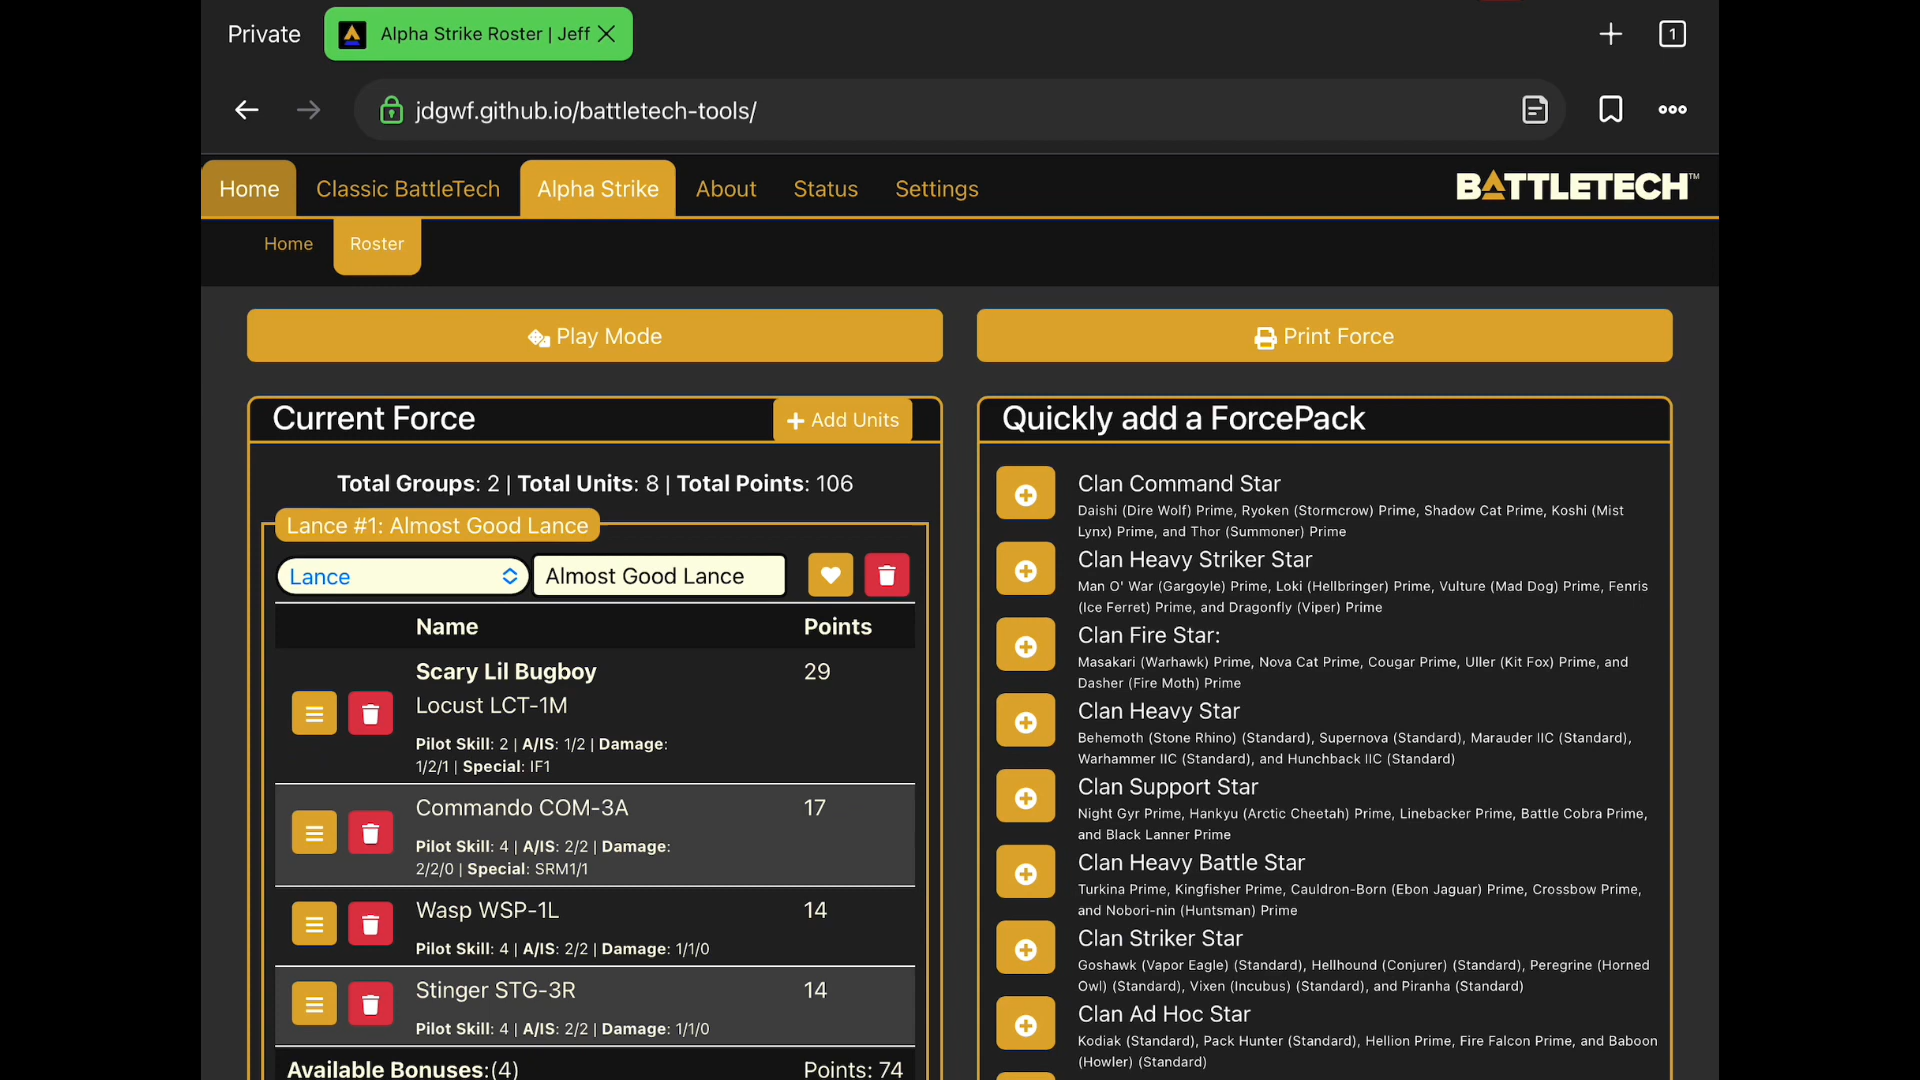 Private
Alpha Strike Roster | Jeff
1
jdgwf.github.io/battletech-tools/
Home Classic BattleTech Alpha Strike About Status Settings
BATTLETECH™
Home Roster
Play Mode
Print Force
Current Force
Add Units
Total Groups: 2 | Total Units: 8 | Total Points: 106
Lance #1: Almost Good Lance
Lance
Almost Good Lance
Name Points
Scary Lil Bugboy 29
Locust LCT-1M
Pilot Skill: 2 | A/IS: 1/2 | Damage:
1/2/1 | Special: IF1
Commando COM-3A 17
Pilot Skill: 4 | A/IS: 2/2 | Damage:
2/2/0 | Special: SRM1/1
Wasp WSP-1L 14
Pilot Skill: 4 | A/IS: 2/2 | Damage: 1/1/0
Stinger STG-3R 14
Pilot Skill: 4 | A/IS: 2/2 | Damage: 1/1/0
Available Bonuses:(4) Points: 74
Quickly add a ForcePack
Clan Command Star
Daishi (Dire Wolf) Prime, Ryoken (Stormcrow) Prime, Shadow Cat Prime, Koshi (Mist
Lynx) Prime, and Thor (Summoner) Prime
Clan Heavy Striker Star
Man O' War (Gargoyle) Prime, Loki (Hellbringer) Prime, Vulture (Mad Dog) Prime, Fenris
(Ice Ferret) Prime, and Dragonfly (Viper) Prime
Clan Fire Star:
Masakari (Warhawk) Prime, Nova Cat Prime, Cougar Prime, Uller (Kit Fox) Prime, and
Dasher (Fire Moth) Prime
Clan Heavy Star
Behemoth (Stone Rhino) (Standard), Supernova (Standard), Marauder IIC (Standard),
Warhammer IIC (Standard), and Hunchback IIC (Standard)
Clan Support Star
Night Gyr Prime, Hankyu (Arctic Cheetah) Prime, Linebacker Prime, Battle Cobra Prime,
and Black Lanner Prime
Clan Heavy Battle Star
Turkina Prime, Kingfisher Prime, Cauldron-Born (Ebon Jaguar) Prime, Crossbow Prime,
and Nobori-nin (Huntsman) Prime
Clan Striker Star
Goshawk (Vapor Eagle) (Standard), Hellhound (Conjurer) (Standard), Peregrine (Horned
Owl) (Standard), Vixen (Incubus) (Standard), and Piranha (Standard)
Clan Ad Hoc Star
Kodiak (Standard), Pack Hunter (Standard), Hellion Prime, Fire Falcon Prime, and Baboon
(Howler) (Standard)